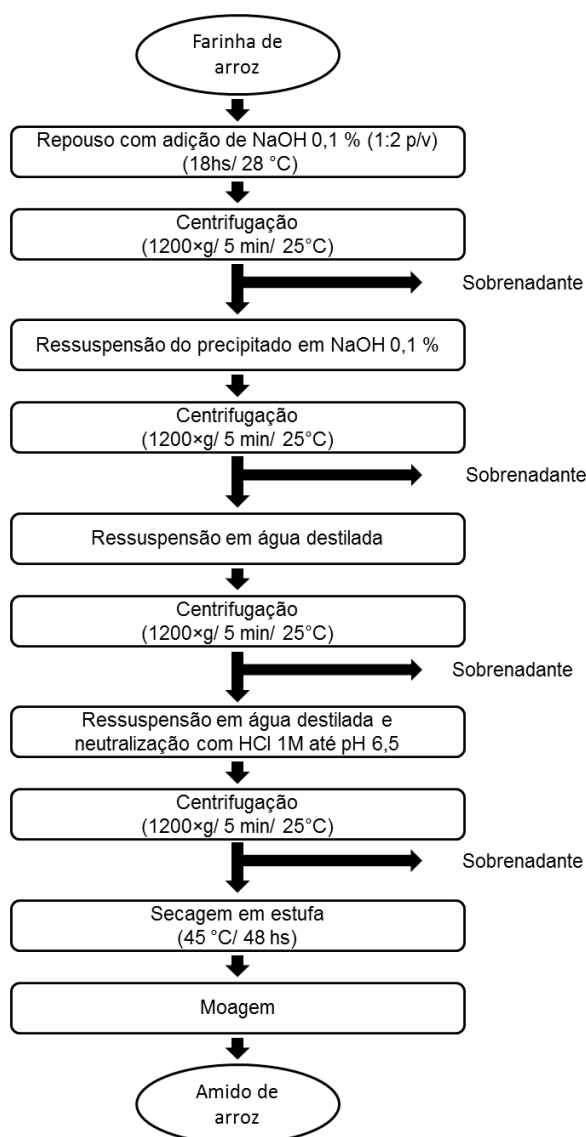 Farinha de
arroz
Repouso com adição de NaOH 0,1 % (1:2 p/v)
(18hs/ 28 °C)
Centrifugação
(1200×g/ 5 min/ 25°C)
Sobrenadante
Ressuspensão do precipitado em NaOH 0,1 %
Centrifugação
(1200×g/ 5 min/ 25°C)
Sobrenadante
Ressuspensão em água destilada
Centrifugação
(1200×g/ 5 min/ 25°C)
Sobrenadante
Ressuspensão em água destilada e
neutralização com HCl 1M até pH 6,5
Centrifugação
(1200×g/ 5 min/ 25°C)
Sobrenadante
Secagem em estufa
(45 °C/ 48 hs)
Moagem
Amido de
arroz